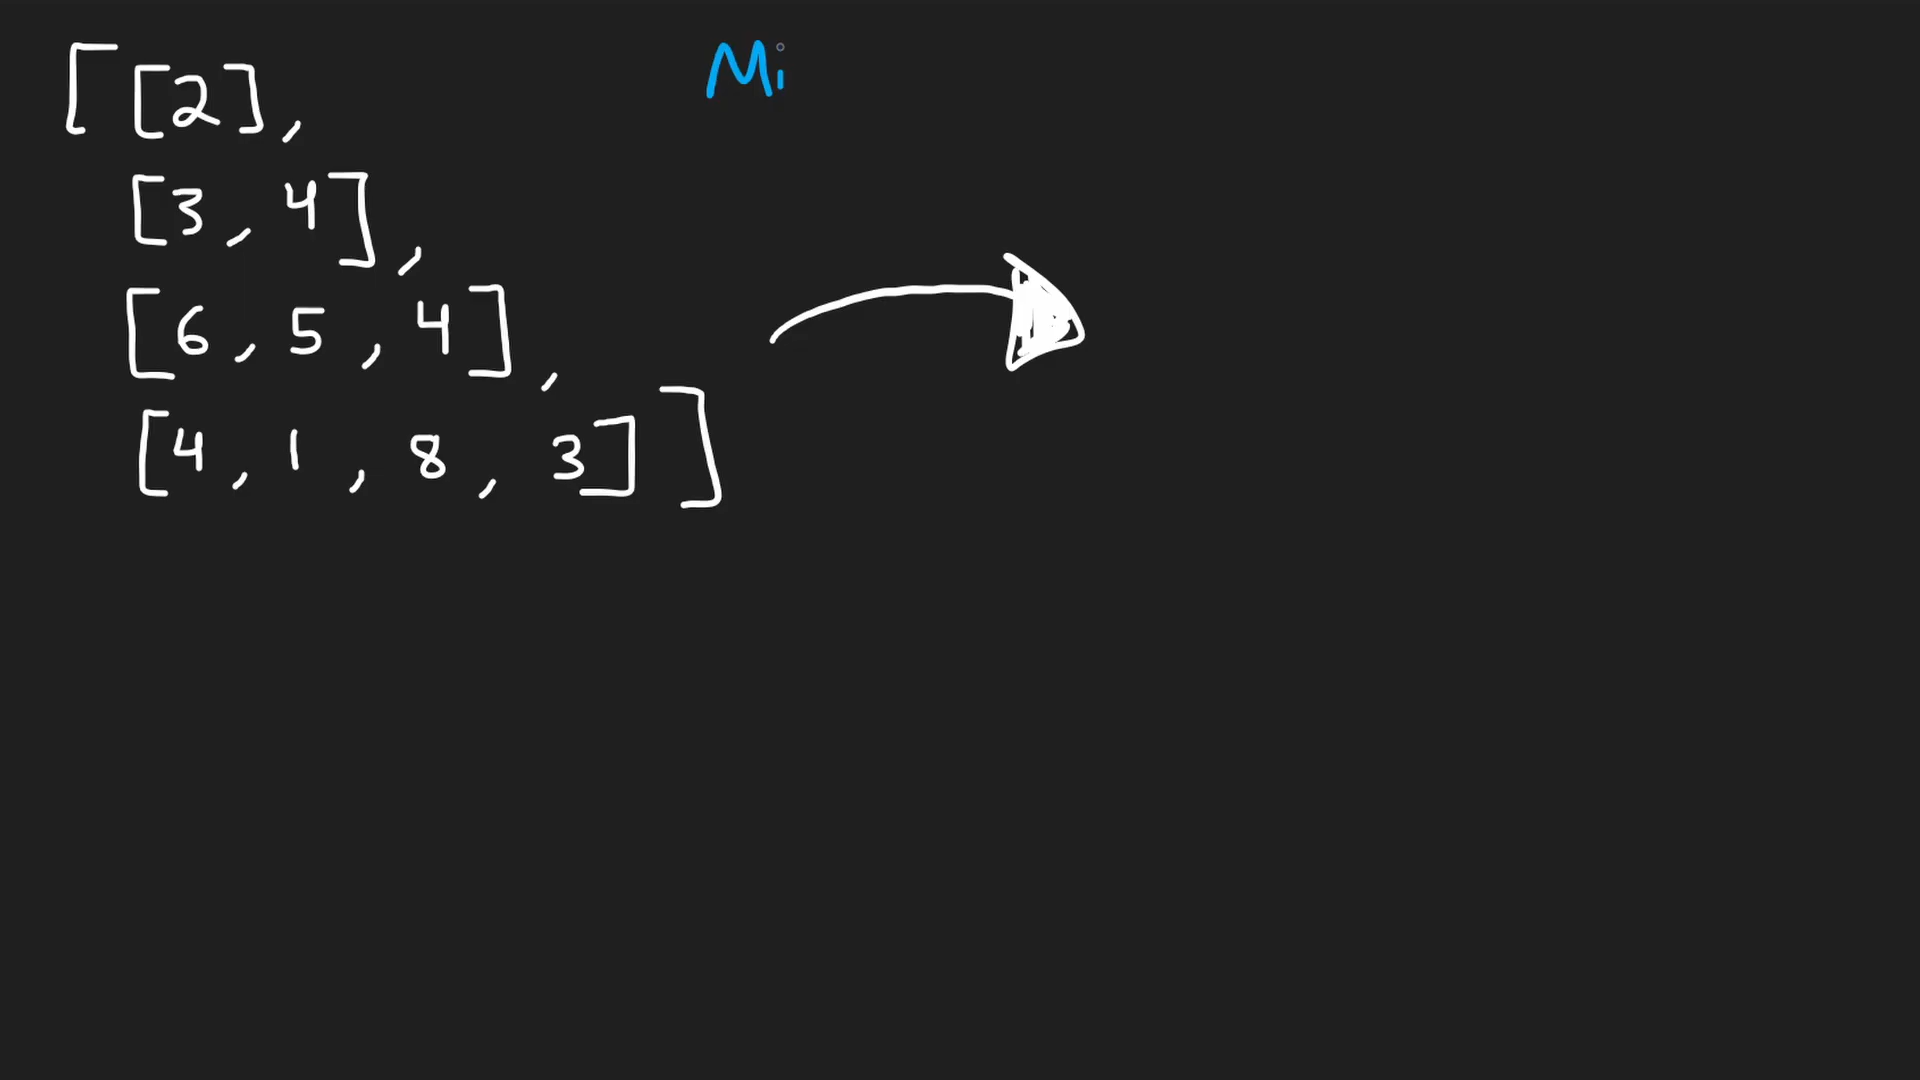 Mi
[[2],
[3, 4],
[6, 5, 4],
[4, 1, 8, 3]]